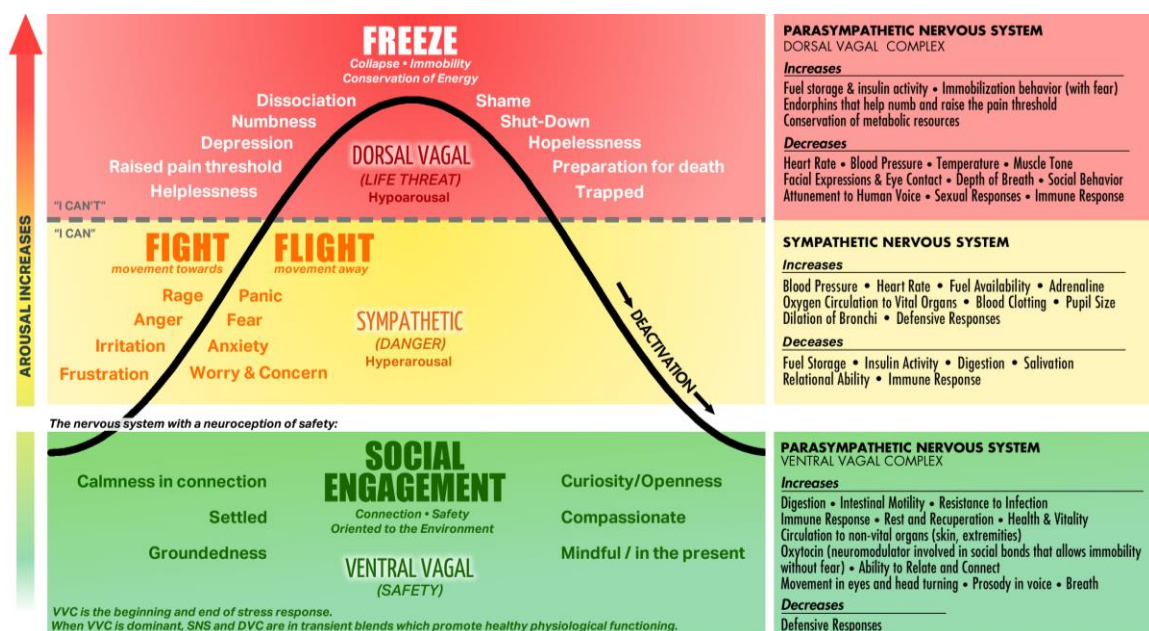 FREEZE
Collapse • Immobility
Conservation of Energy
Dissociation
Numbness
Depression
Raised pain threshold
Helplessness
Shame
Shut-Down
Hopelessness
Preparation for death
Trapped
DORSAL VAGAL
(LIFE THREAT)
Hypoarousal
"I CAN'T"
"I CAN"
AROUSAL INCREASES
FIGHT
movement towards
FLIGHT
movement away
Rage
Anger
Irritation
Frustration
Panic
Fear
Anxiety
Worry & Concern
SYMPATHETIC
(DANGER)
Hyperarousal
DEACTIVATION
The nervous system with a neuroception of safety:
SOCIAL
ENGAGEMENT
Connection • Safety
Oriented to the Environment
Calmness in connection
Settled
Groundedness
Curiosity/Openness
Compassionate
Mindful / in the present
VENTRAL VAGAL
(SAFETY)
VVC is the beginning and end of stress response.
When VVC is dominant, SNS and DVC are in transient blends which promote healthy physiological functioning.
PARASYMPATHETIC NERVOUS SYSTEM
DORSAL VAGAL COMPLEX
Increases
Fuel storage & insulin activity • Immobilization behavior (with fear)
Endorphins that help numb and raise the pain threshold
Conservation of metabolic resources
Decreases
Heart Rate • Blood Pressure • Temperature • Muscle Tone
Facial Expressions & Eye Contact • Depth of Breath • Social Behavior
Attunement to Human Voice • Sexual Responses • Immune Response
SYMPATHETIC NERVOUS SYSTEM
Increases
Blood Pressure • Heart Rate • Fuel Availability • Adrenaline
Oxygen Circulation to Vital Organs • Blood Clotting • Pupil Size
Dilation of Bronchi • Defensive Responses
Deceases
Fuel Storage • Insulin Activity • Digestion • Salivation
Relational Ability • Immune Response
PARASYMPATHETIC NERVOUS SYSTEM
VENTRAL VAGAL COMPLEX
Increases
Digestion • Intestinal Motility • Resistance to Infection
Immune Response • Rest and Recuperation • Health & Vitality
Circulation to non-vital organs (skin, extremities)
Oxytocin (neuromodulator involved in social bonds that allows immobility
without fear) • Ability to Relate and Connect
Movement in eyes and head turning • Prosody in voice • Breath
Decreases
Defensive Responses